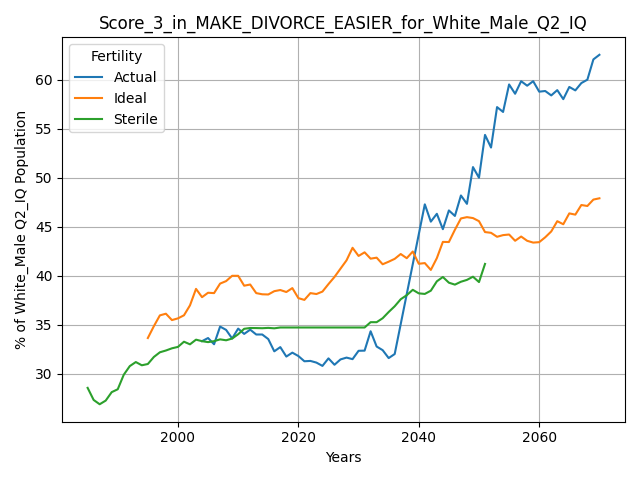 Score_3_in_MAKE_DIVORCE_EASIER_for_White_Male_Q2_IQ
Fertility
Actual
Ideal
Sterile
% of White_Male Q2_IQ Population
60
55
50
45
40
35
30
2000
2020
2040
2060
Years